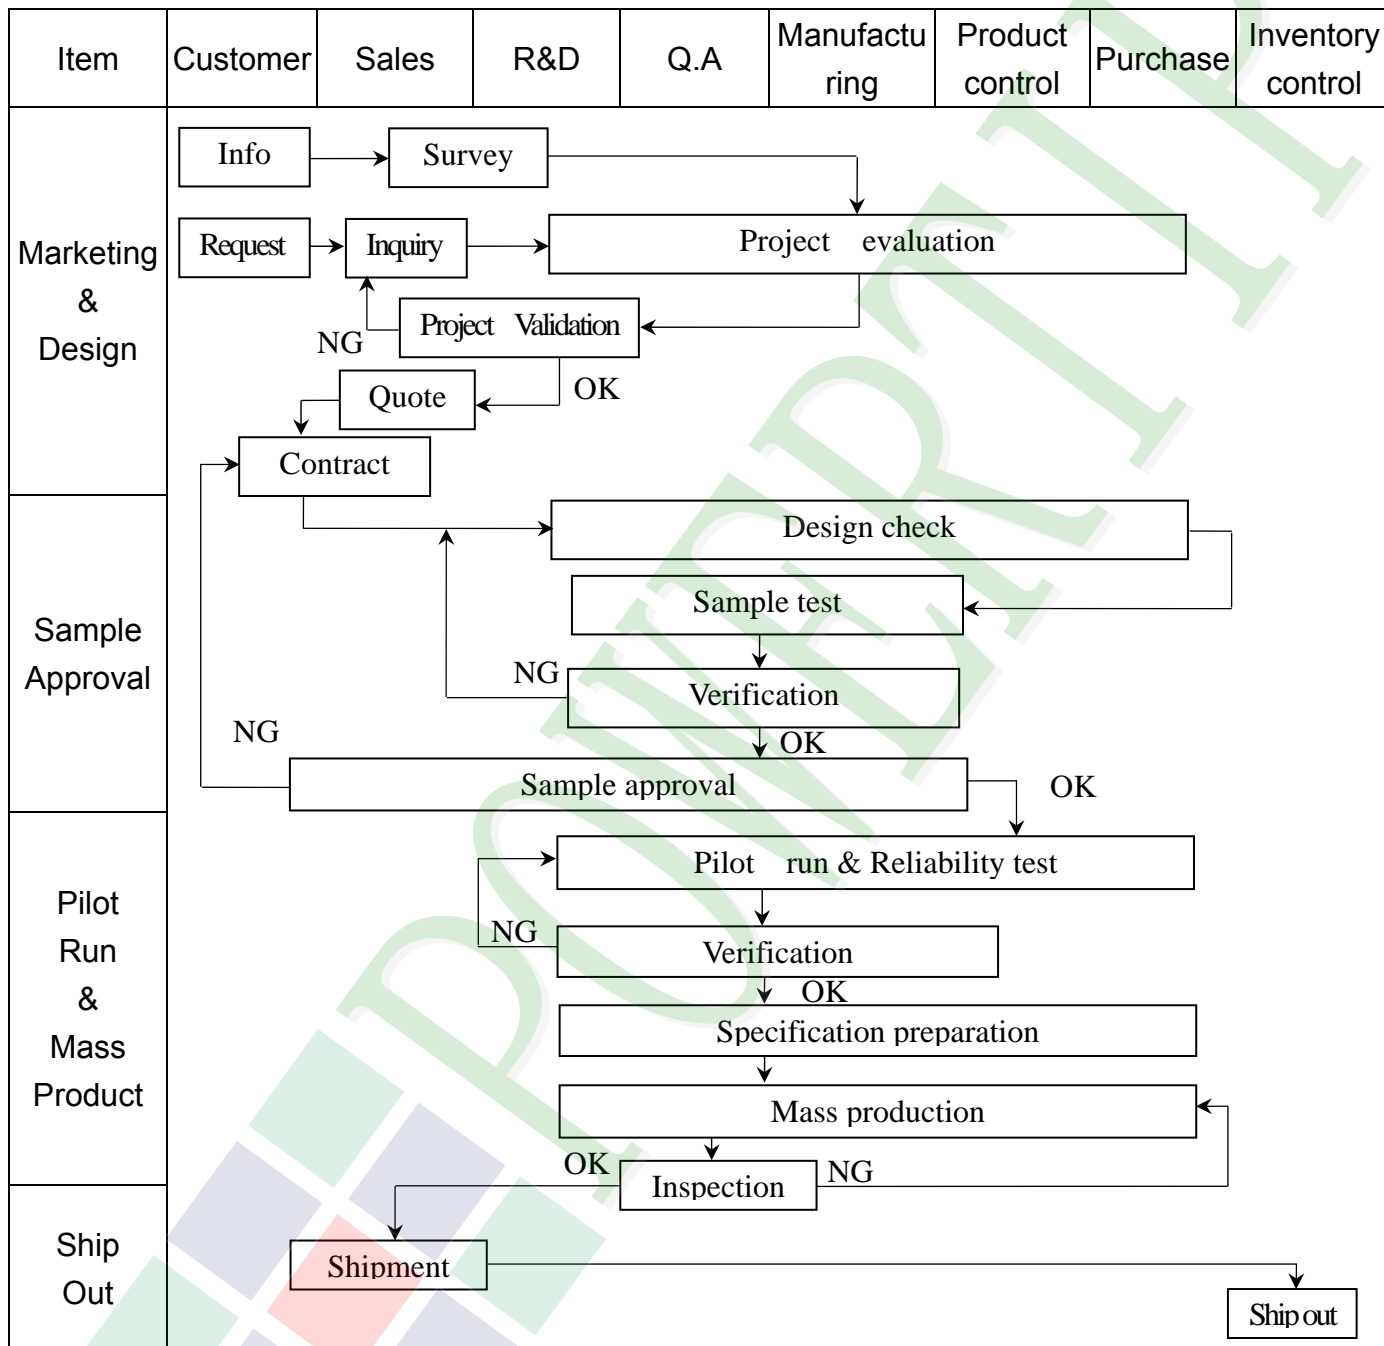 Item
Customer
Sales
R&D
Q.A
Manufactu
ring
Product
control
Purchase
Inventory
control
Marketing
&
Design
Info
Survey
Request
Inquiry
Project evaluation
Project Validation
NG
OK
Quote
Contract
Sample
Approval
Design check
Sample test
NG
Verification
OK
NG
Sample approval
OK
Pilot
Run
&
Mass
Product
Pilot run & Reliability test
NG
Verification
OK
Specification preparation
Mass production
OK
Inspection
NG
Ship
Out
Shipment
Ship out
POWERTIP